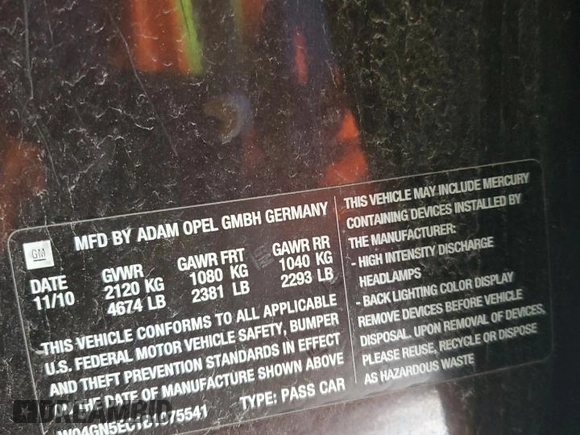 GM
MFD BY ADAM OPEL GMBH GERMANY
DATE GVWR GAWR FRT GAWR RR
11/10 2120 KG 1080 KG 1040 KG
4674 LB 2381 LB 2293 LB
THIS VEHICLE CONFORMS TO ALL APPLICABLE
U.S. FEDERAL MOTOR VEHICLE SAFETY, BUMPER
AND THEFT PREVENTION STANDARDS IN EFFECT
ON THE DATE OF MANUFACTURE SHOWN ABOVE
TYPE: PASS CAR
THIS VEHICLE MAY INCLUDE MERCURY
CONTAINING DEVICES INSTALLED BY
THE MANUFACTURER:
- HIGH INTENSITY DISCHARGE
HEADLAMPS
- BACK LIGHTING COLOR DISPLAY
REMOVE DEVICES BEFORE VEHICLE
DISPOSAL. UPON REMOVAL OF DEVICES,
PLEASE REUSE, RECYCLE OR DISPOSE
AS HAZARDOUS WASTE
DREAMBID